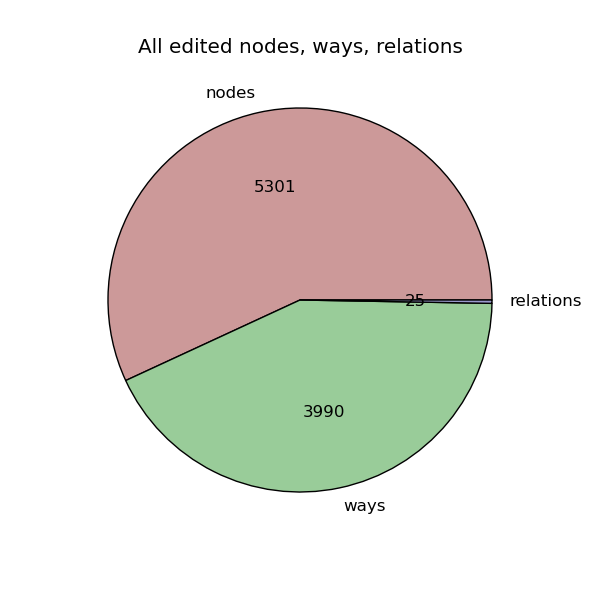 All edited nodes, ways, relations
nodes
5301
25
relations
3990
ways